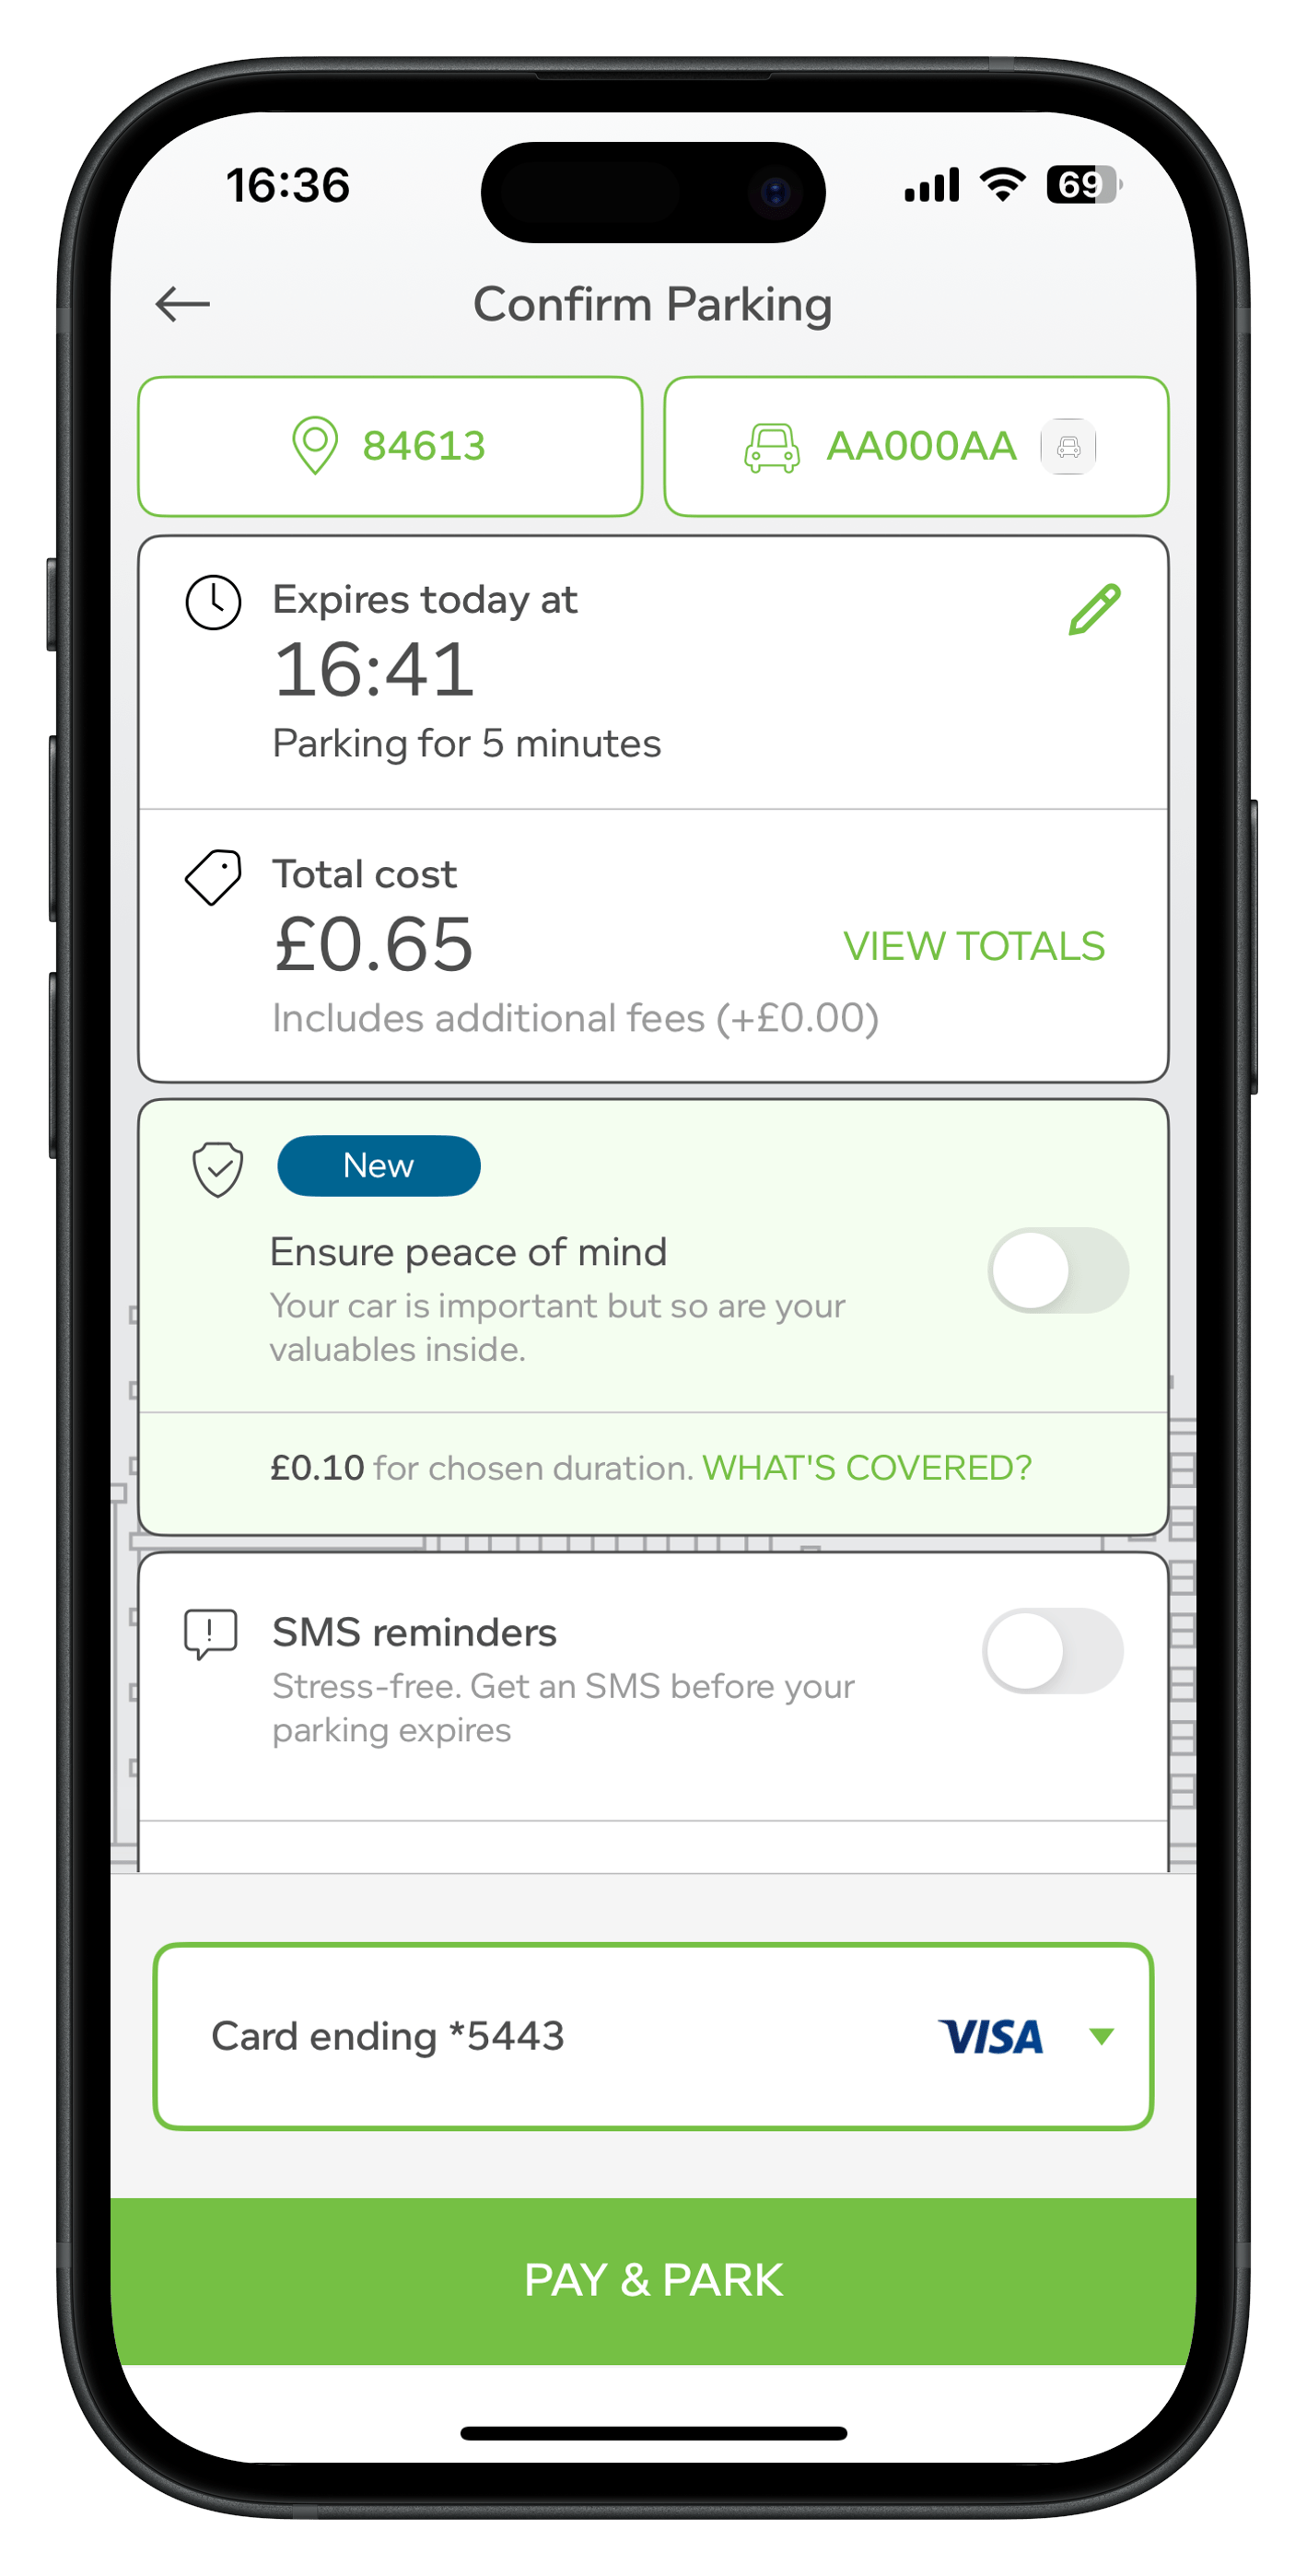 16:36
69
Confirm Parking
84613
AA000AA
Expires today at
16:41
Parking for 5 minutes
Total cost
£0.65
VIEW TOTALS
Includes additional fees (+£0.00)
New
Ensure peace of mind
Your car is important but so are your
valuables inside.
£0.10 for chosen duration. WHAT'S COVERED?
SMS reminders
Stress-free. Get an SMS before your
parking expires
Card ending *5443
VISA
PAY & PARK